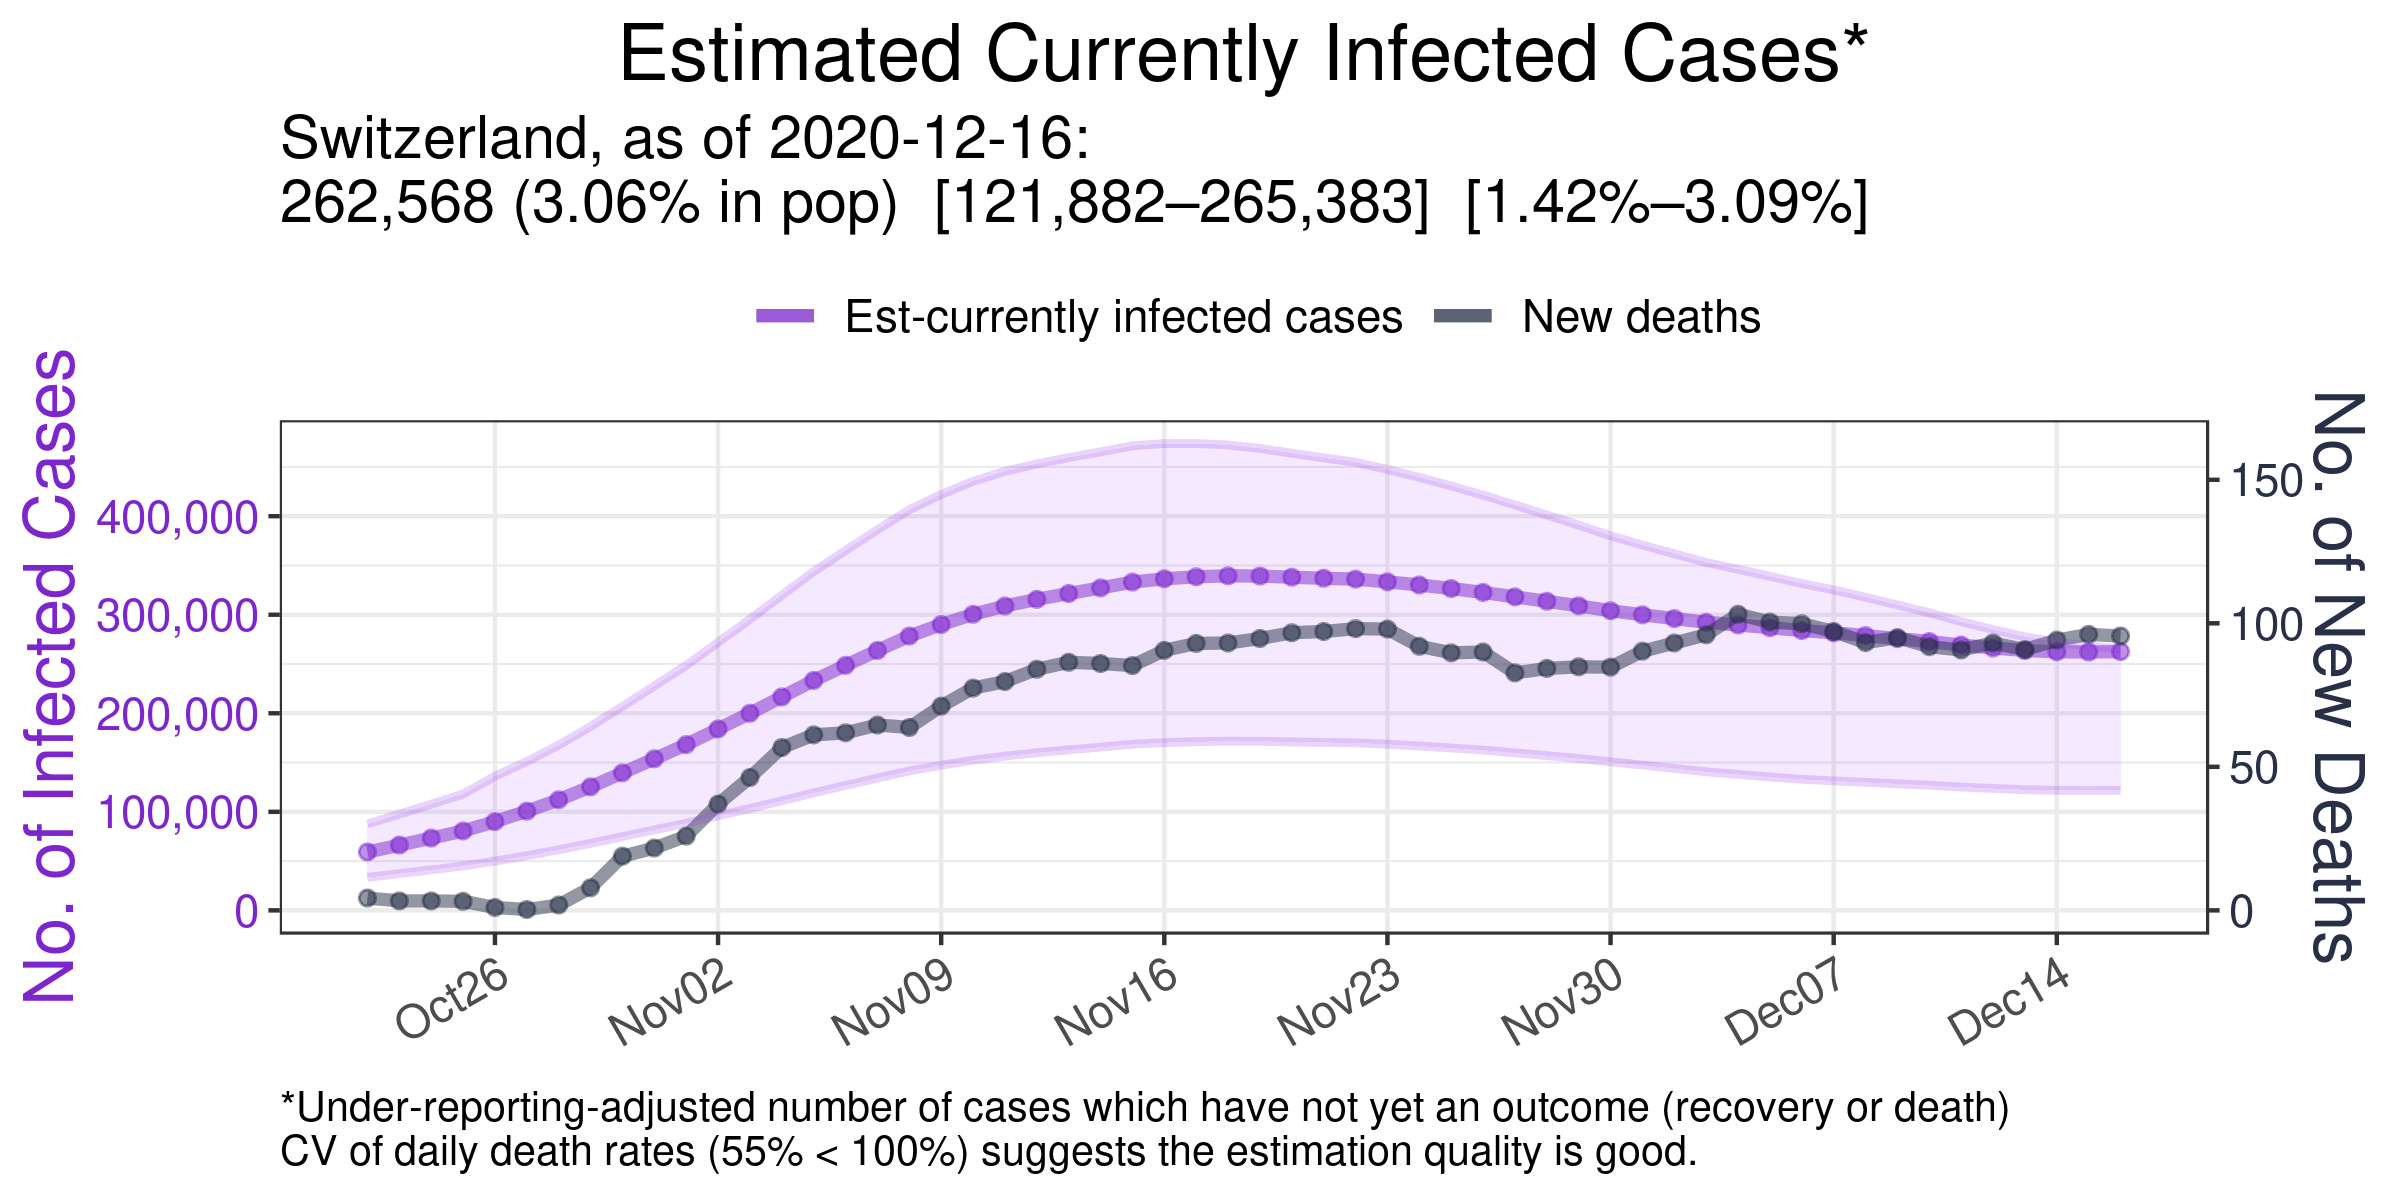 Estimated Currently Infected Cases*
Switzerland, as of 2020-12-16:
262,568 (3.06% in pop)  [121,882–265,383]  [1.42%–3.09%]
Est-currently infected cases
New deaths
No. of Infected Cases
400,000
300,000
200,000
100,000
0
150
100
50
0
No. of New Deaths
Oct26
Nov02
Nov09
Nov16
Nov23
Nov30
Dec07
Dec14
*Under-reporting-adjusted number of cases which have not yet an outcome (recovery or death)
CV of daily death rates (55% < 100%) suggests the estimation quality is good.